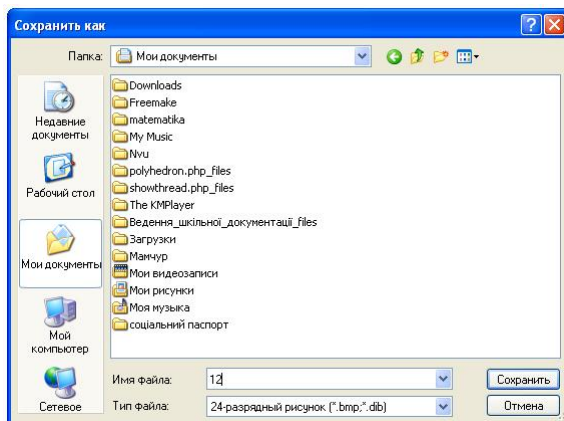 Сохранить как
Папка:
Мои документы
Недавние документы
Рабочий стол
Мои документы
Мой компьютер
Сетевое
Downloads
Freemake
matematika
My Music
Nvu
polyhedron.php_files
showthread.php_files
The KMPlayer
Ведення_шкільної_документації_files
Загрузки
Мамчур
Мои видеозаписи
Мои рисунки
Моя музыка
соціальний паспорт
Имя файла:
12
Сохранить
Тип файла:
24-разрядный рисунок (*.bmp;*.dib)
Отмена